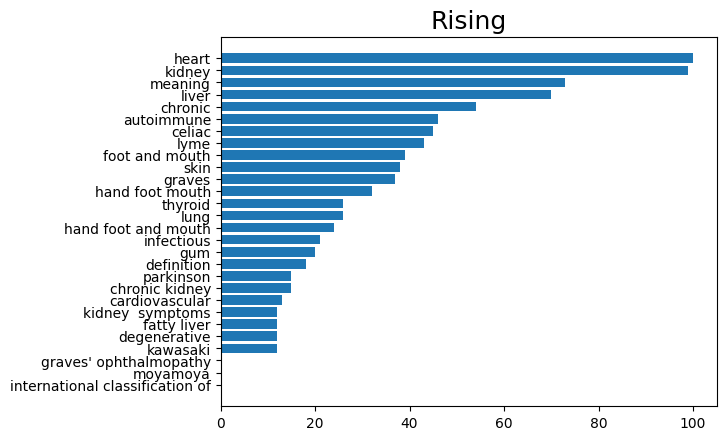 Rising
heart
kidney
meaning
liver
chronic
autoimmune
celiac
lyme
foot and mouth
skin
graves
hand foot mouth
thyroid
lung
hand foot and mouth
infectious
gum
definition
parkinson
chronic kidney
cardiovascular
kidney  symptoms
fatty liver
degenerative
kawasaki
graves' ophthalmopathy
moyamoya
international classification of
0 20 40 60 80 100